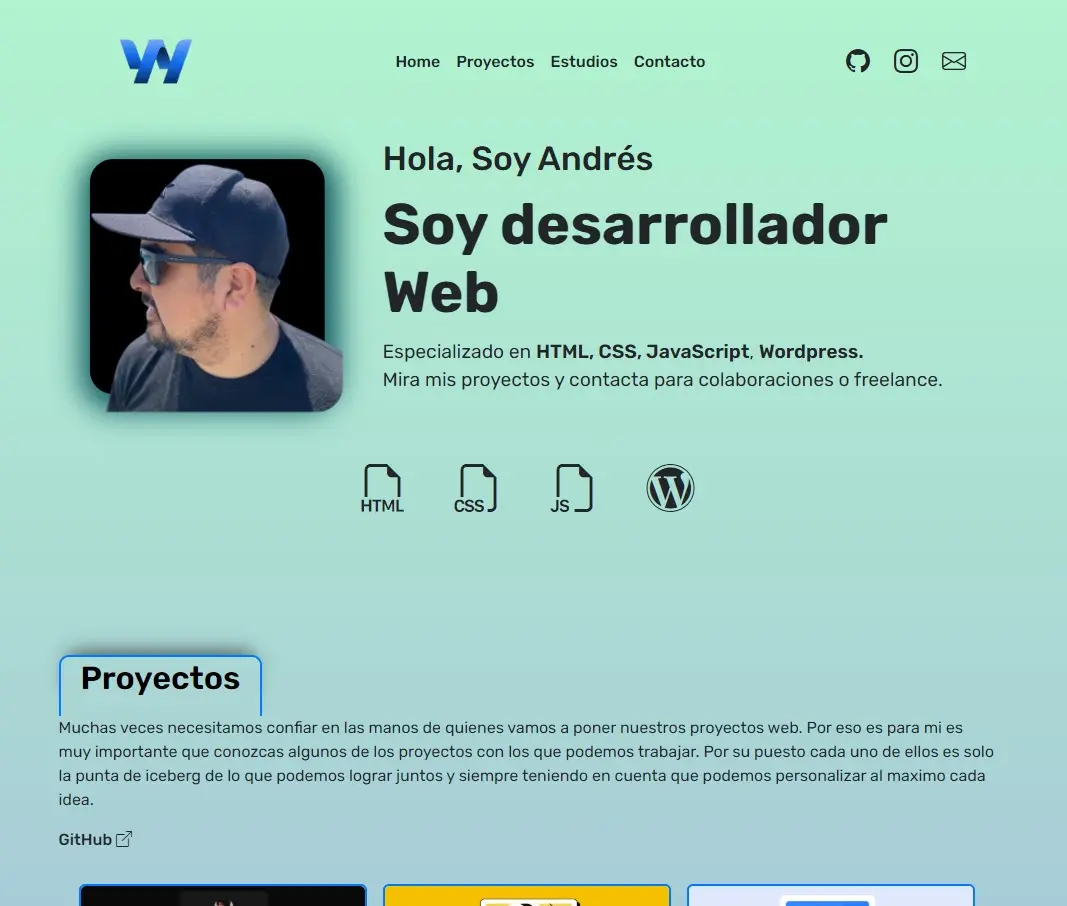 Home Proyectos Estudios Contacto
Hola, Soy Andrés
Soy desarrollador
Web
Especializado en HTML, CSS, JavaScript, Wordpress.
Mira mis proyectos y contacta para colaboraciones o freelance.
HTML CSS JS
Proyectos
Muchas veces necesitamos confiar en las manos de quienes vamos a poner nuestros proyectos web. Por eso es para mi es
muy importante que conozcas algunos de los proyectos con los que podemos trabajar. Por su puesto cada uno de ellos es solo
la punta de iceberg de lo que podemos lograr juntos y siempre teniendo en cuenta que podemos personalizar al maximo cada
idea.
GitHub